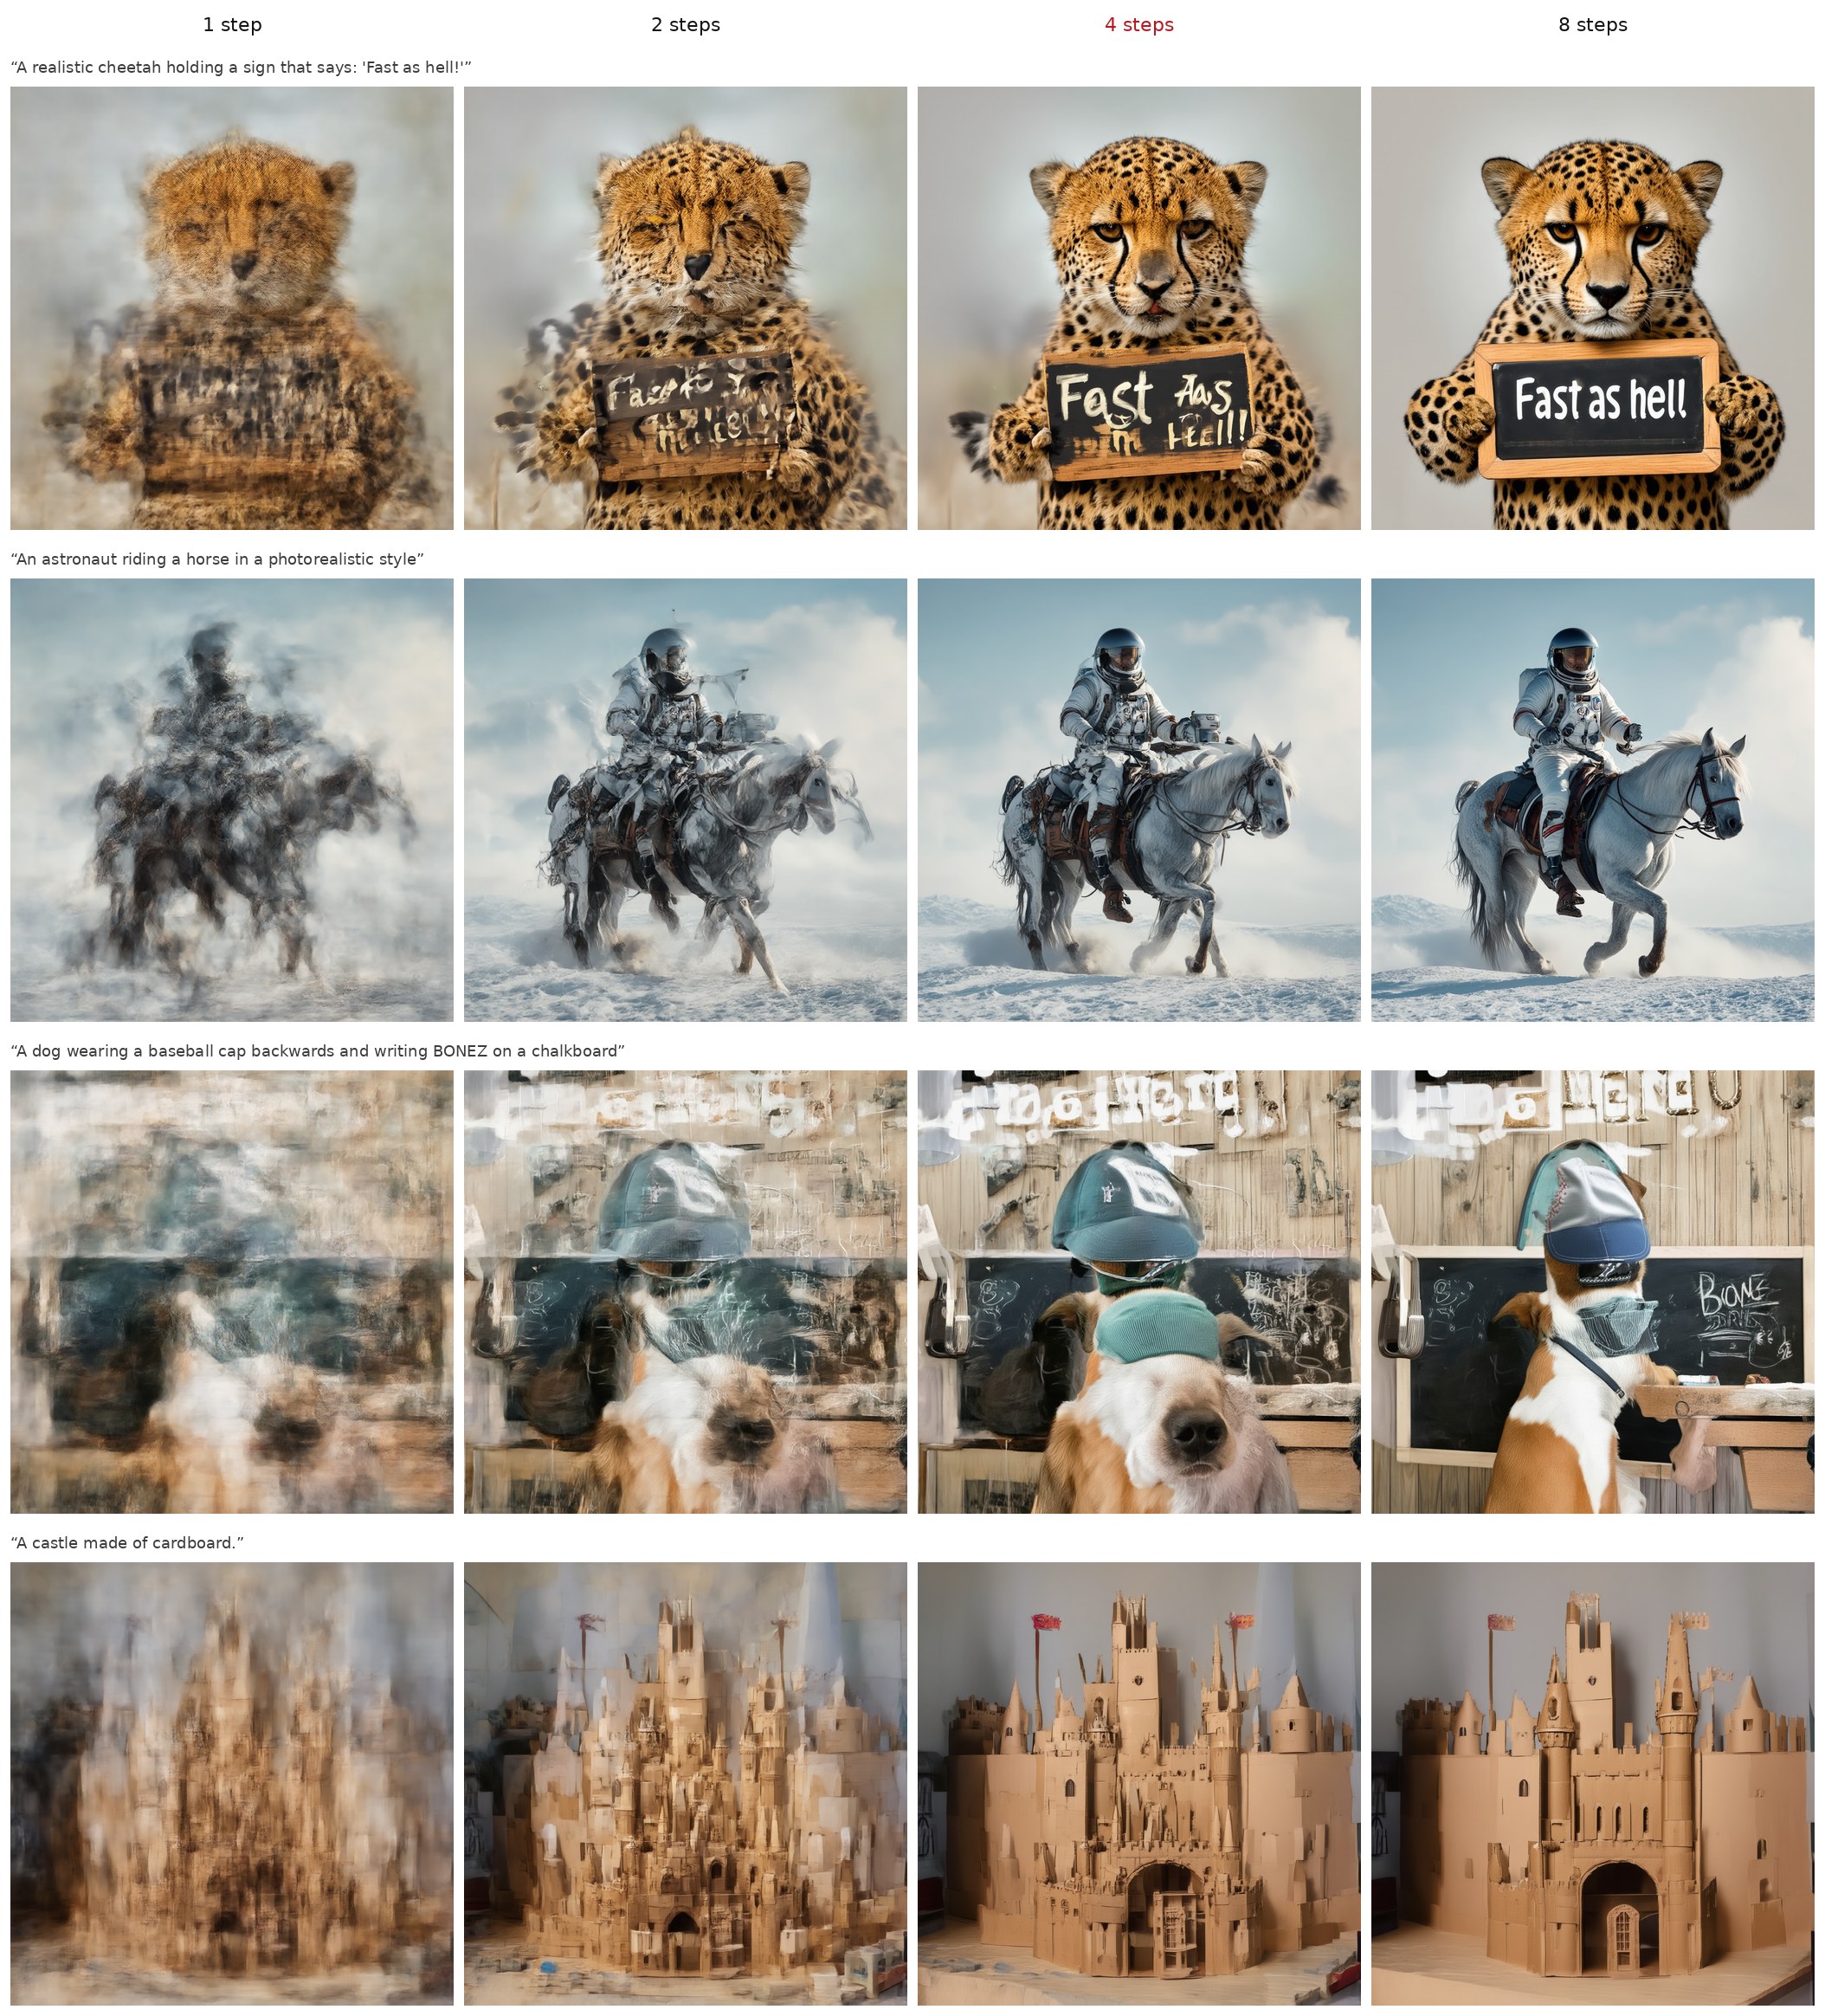 1 step 2 steps 4 steps 8 steps
“A realistic cheetah holding a sign that says: 'Fast as hell!'”
Fast Aas
Hell!!
Fast as hell!
“An astronaut riding a horse in a photorealistic style”
“A dog wearing a baseball cap backwards and writing BONEZ on a chalkboard”
“A castle made of cardboard.”